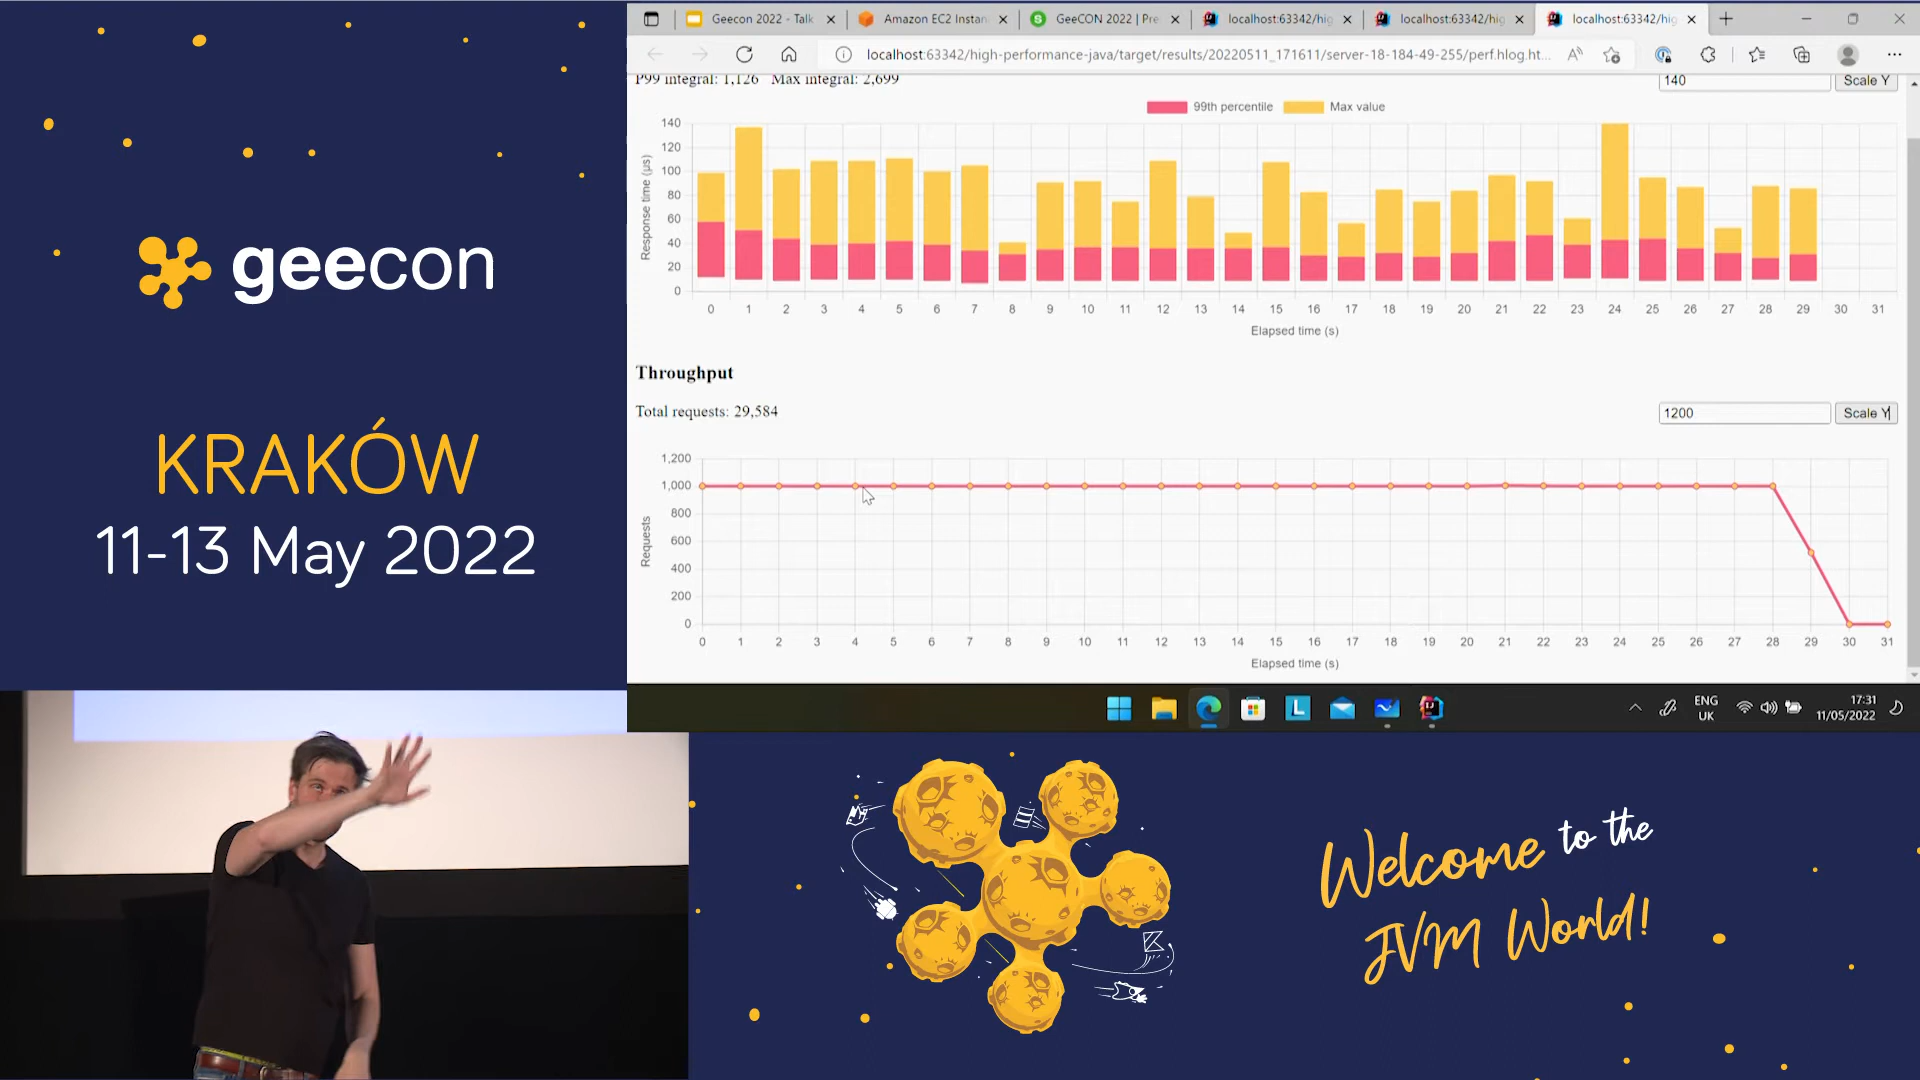 geecon
KRAKÓW
11-13 May 2022
Geecon 2022 - Talk
Amazon EC2 Instan
GeeCON 2022 | Pre
localhost:63342/hig
localhost:63342/hig
localhost:63342/hig
localhost:63342/high-performance-java/target/results/20220511_171611/server-18-184-49-255/perf.hlog.ht...
P99 integral: 1,126 Max integral: 2,699
140
Scale Y
99th percentile
Max value
Response time (µs)
140
120
100
80
60
40
20
0
0 1 2 3 4 5 6 7 8 9 10 11 12 13 14 15 16 17 18 19 20 21 22 23 24 25 26 27 28 29 30 31
Elapsed time (s)
Throughput
Total requests: 29,584
1200
Scale Y
Requests
1,200
1,000
800
600
400
200
0
0 1 2 3 4 5 6 7 8 9 10 11 12 13 14 15 16 17 18 19 20 21 22 23 24 25 26 27 28 29 30 31
Elapsed time (s)
L
ENG
UK
17:31
11/05/2022
Welcome to the
JVM World!